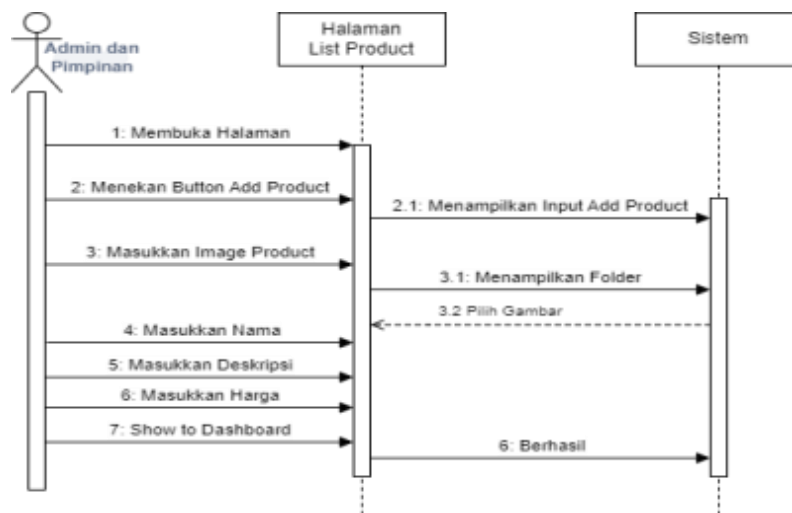 Admin dan
Pimpinan
Halaman
List Product
Sistem
1: Membuka Halaman
2: Menekan Button Add Product
2.1: Menampilkan Input Add Product
3: Masukkan Image Product
3.1: Menampilkan Folder
3.2 Pilih Gambar
4: Masukkan Nama
5: Masukkan Deskripsi
6: Masukkan Harga
7: Show to Dashboard
6: Berhasil